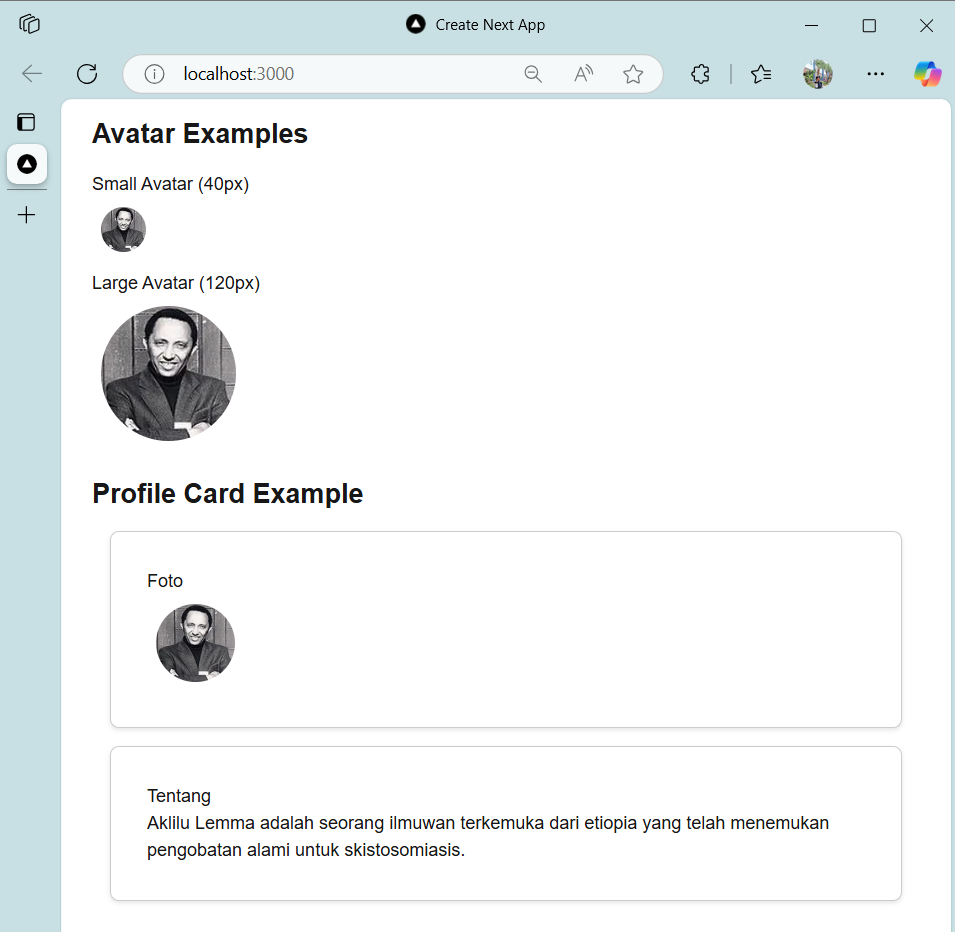 Create Next App
localhost:3000
Avatar Examples
Small Avatar (40px)
Large Avatar (120px)
Profile Card Example
Foto
Tentang
Aklilu Lemma adalah seorang ilmuwan terkemuka dari etiopia yang telah menemukan
pengobatan alami untuk skistosomiasis.